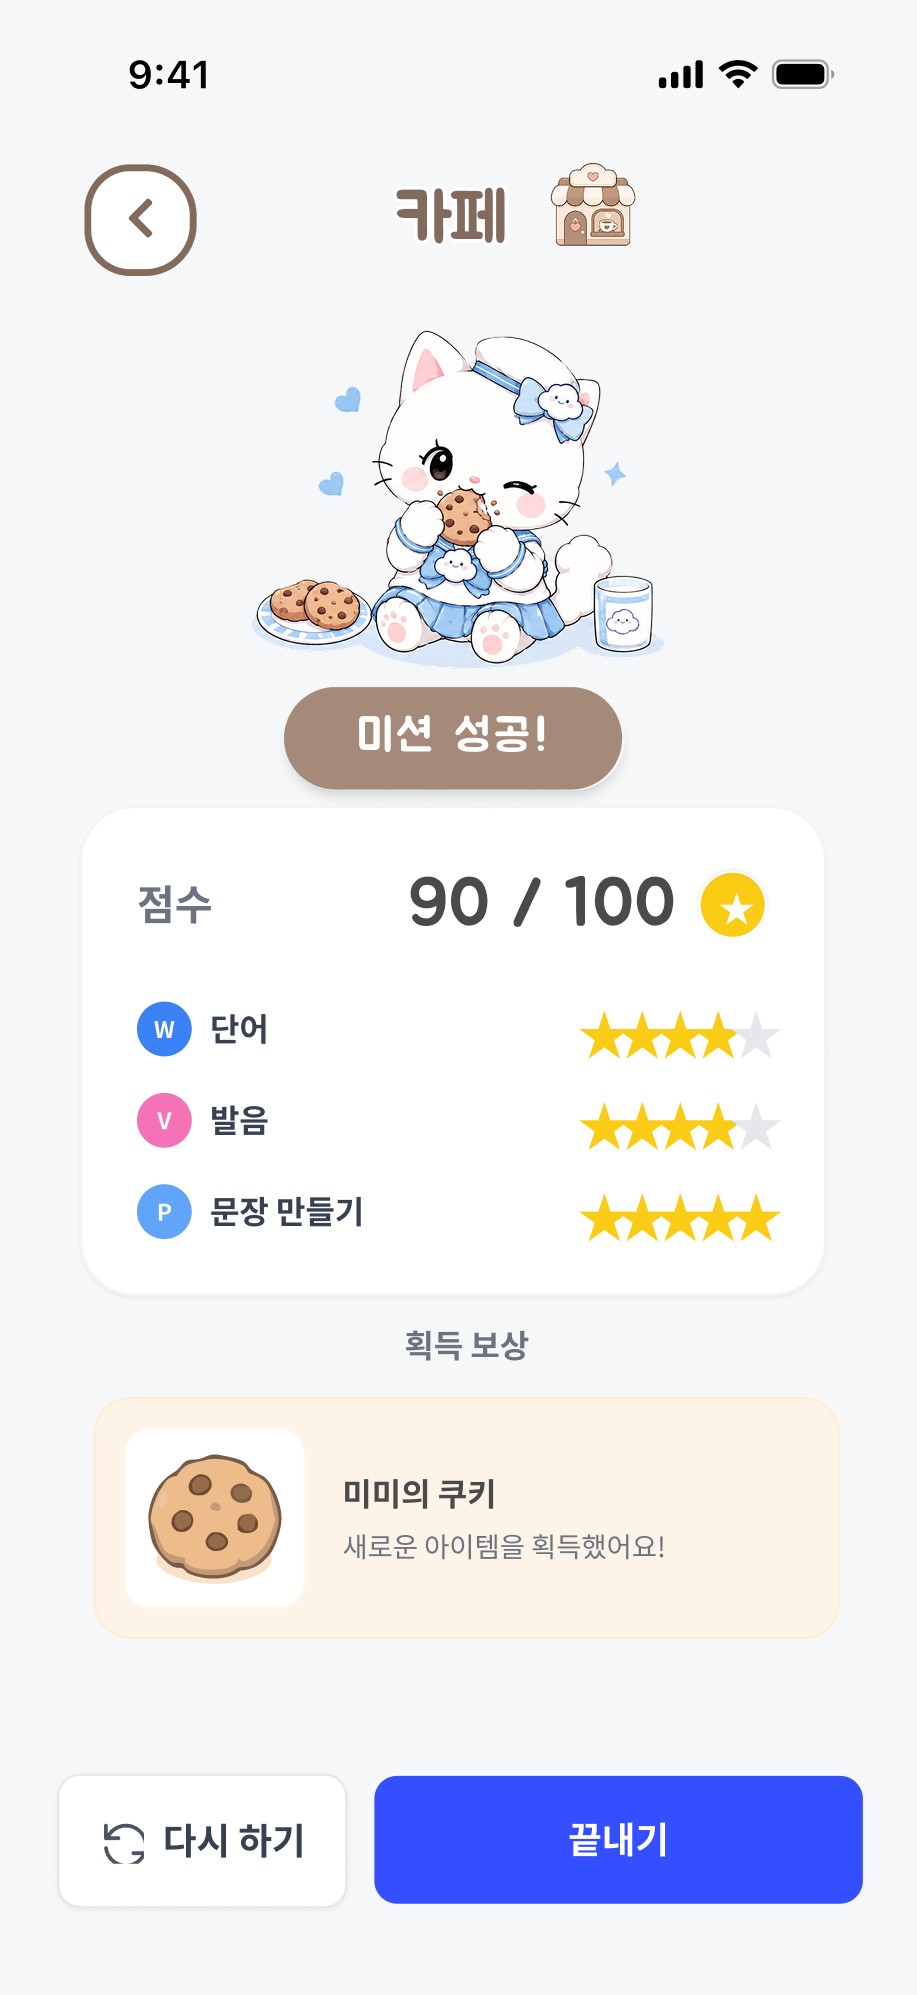 9:41
카페
미션 성공!
점수
90 / 100
W 단어
V 발음
P 문장 만들기
획득 보상
미미의 쿠키
새로운 아이템을 획득했어요!
다시 하기
끝내기